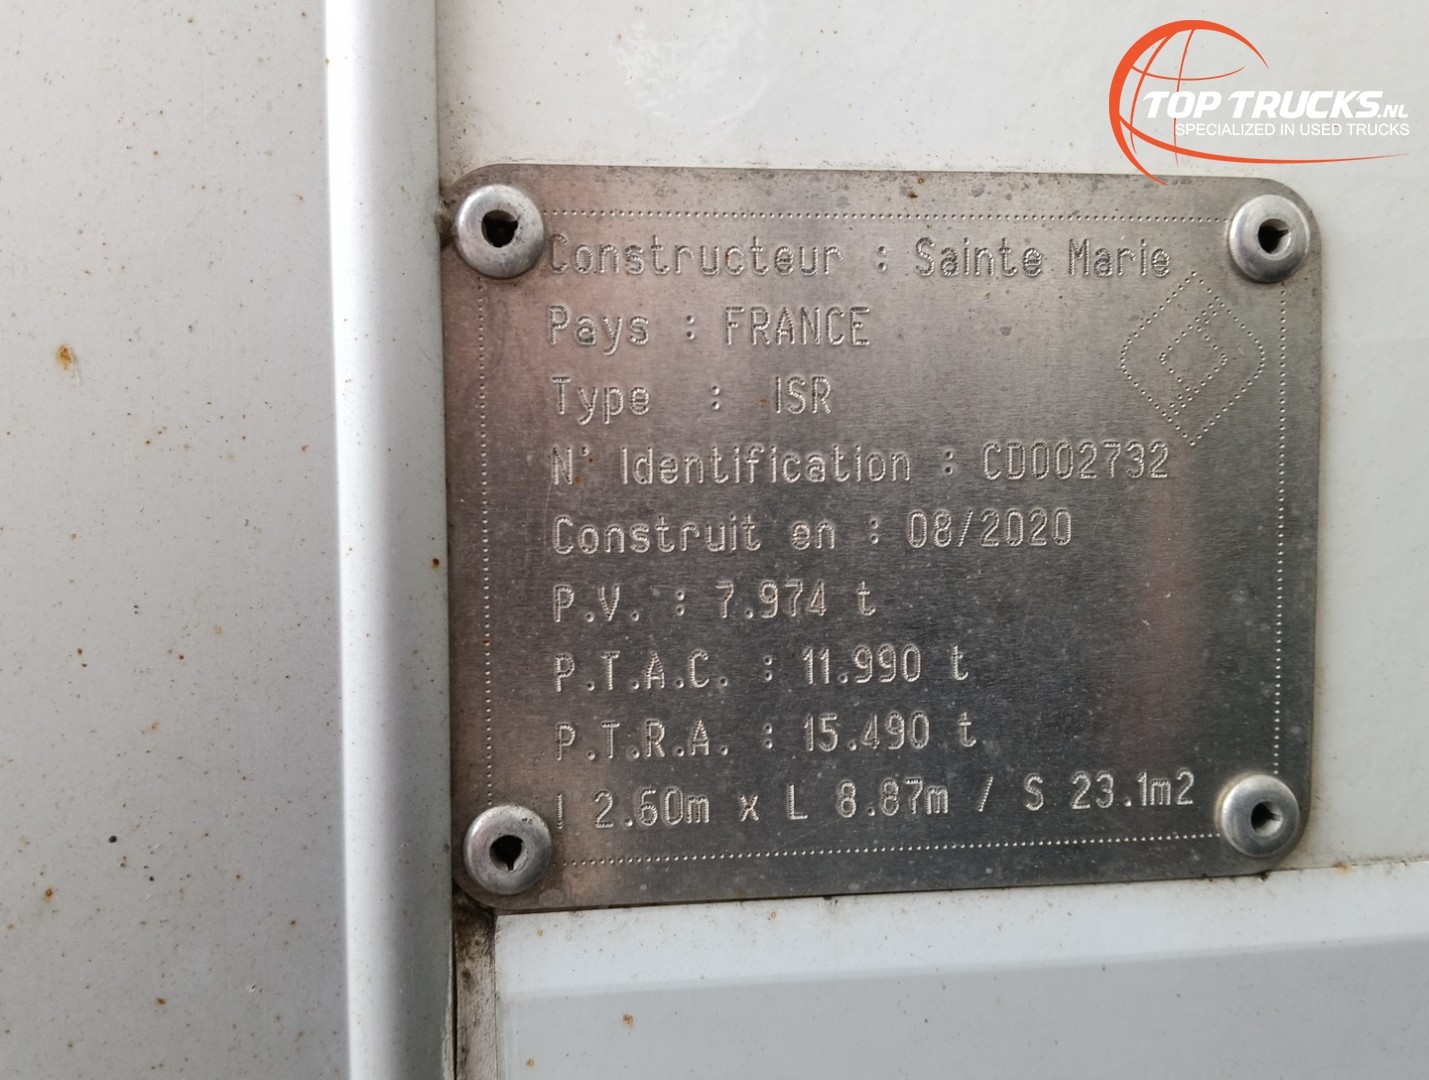 TOP TRUCKS.NL
SPECIALIZED IN USED TRUCKS
Constructeur : Sainte Marie
Pays : FRANCE
Type : ISR
N° Identification : CD002732
Construit en : 08/2020
P.V. : 7.974 t
P.T.A.C. : 11.990 t
P.T.R.A. : 15.490 t
l 2.60m x L 8.87m / S 23.1m2